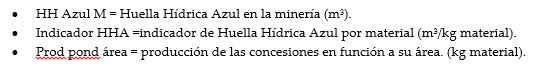 • HH Azul M = Huella Hídrica Azul en la minería (m³).
• Indicador HHA =indicador de Huella Hídrica Azul por material (m³/kg material).
• Prod pond área = producción de las concesiones en función a su área. (kg material).